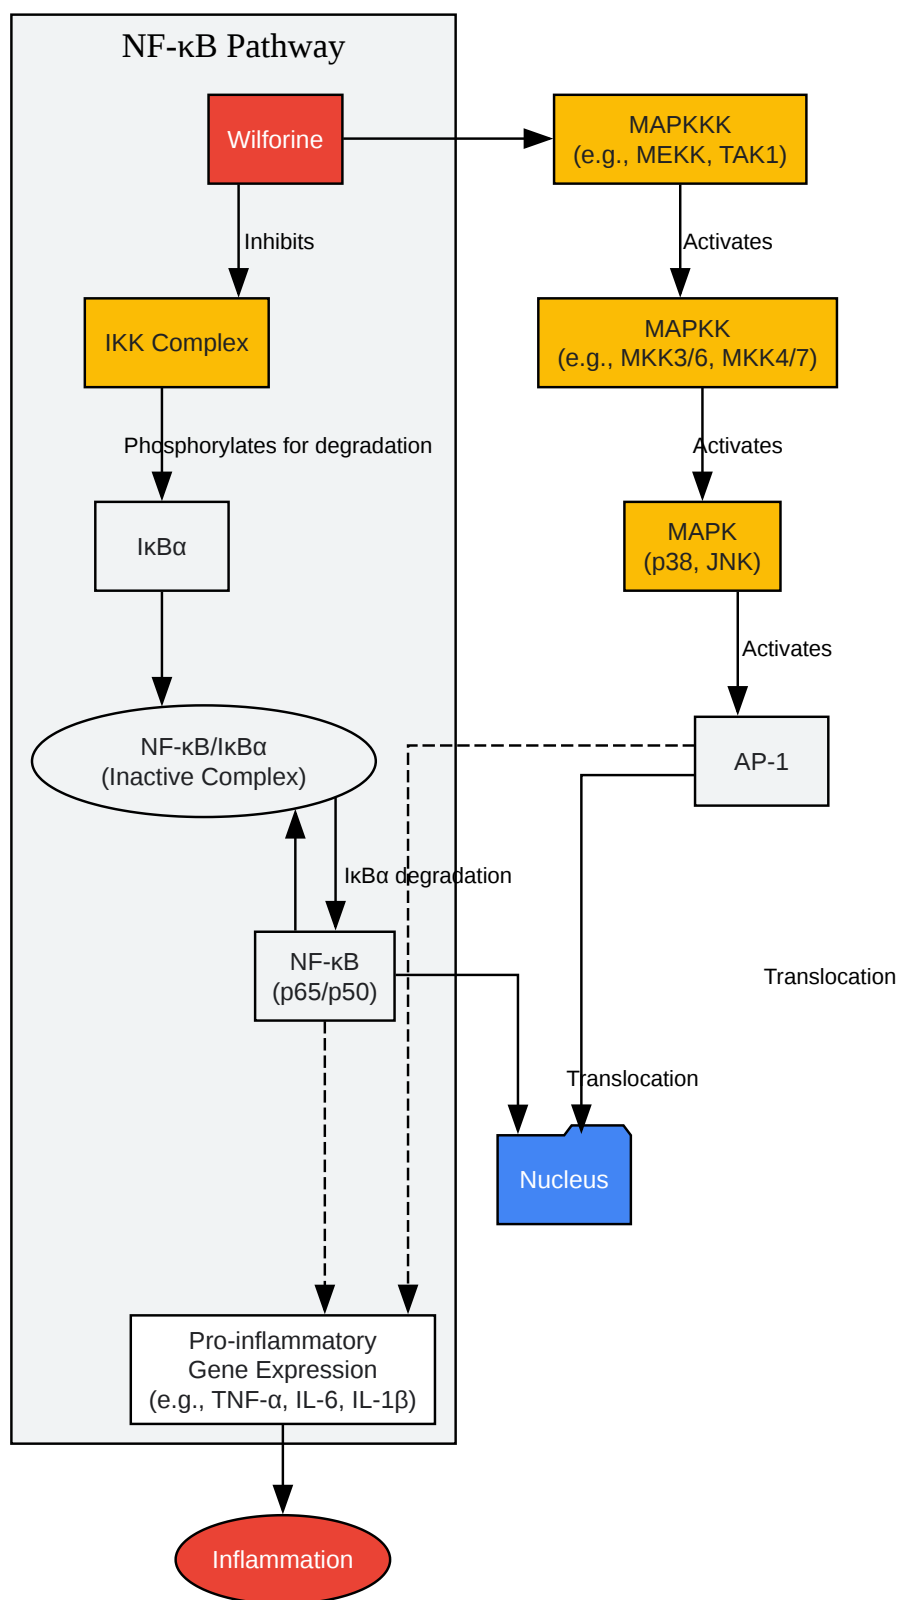 NF-κB Pathway
Wilforine
MAPKKK
(e.g., MEKK, TAK1)
Inhibits
Activates
IKK Complex
MAPKK
(e.g., MKK3/6, MKK4/7)
Phosphorylates for degradation
Activates
IκBα
MAPK
(p38, JNK)
Activates
NF-κB/IκBα
(Inactive Complex)
AP-1
IκBα degradation
NF-κB
(p65/p50)
Translocation
Translocation
Nucleus
Pro-inflammatory
Gene Expression
(e.g., TNF-α, IL-6, IL-1β)
Inflammation